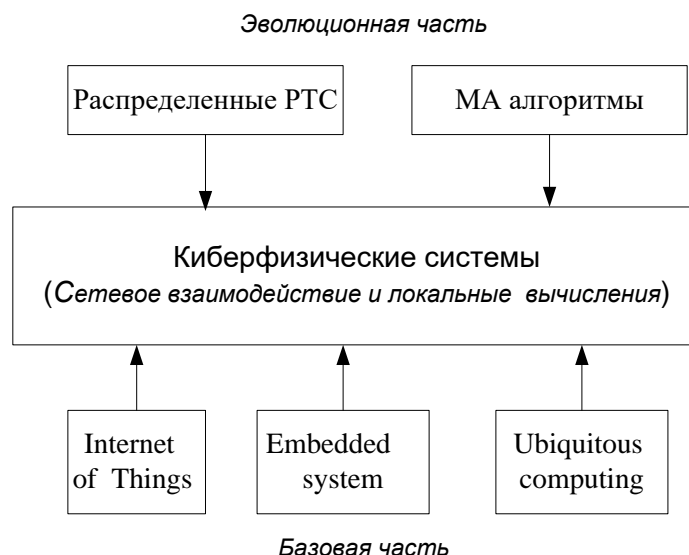 Эволюционная часть
Распределенные РТС
МА алгоритмы
Киберфизические системы
(Сетевое взаимодействие и локальные вычисления)
Internet
of Things
Embedded
system
Ubiquitous
computing
Базовая часть